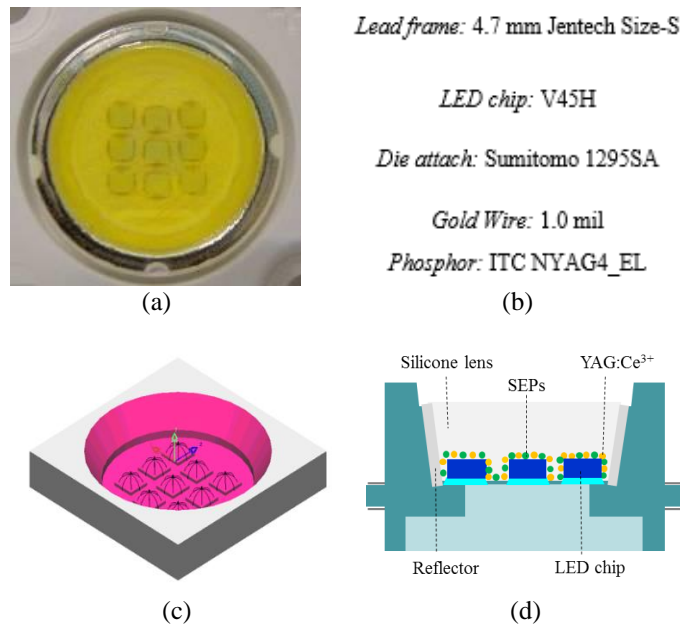 Lead frame: 4.7 mm Jentech Size-S
LED chip: V45H
Die attach: Sumitomo 1295SA
Gold Wire: 1.0 mil
Phosphor: ITC NYAG4_EL
(a)
(b)
Silicone lens
YAG:Ce³⁺
SEPs
Reflector
LED chip
(c)
(d)